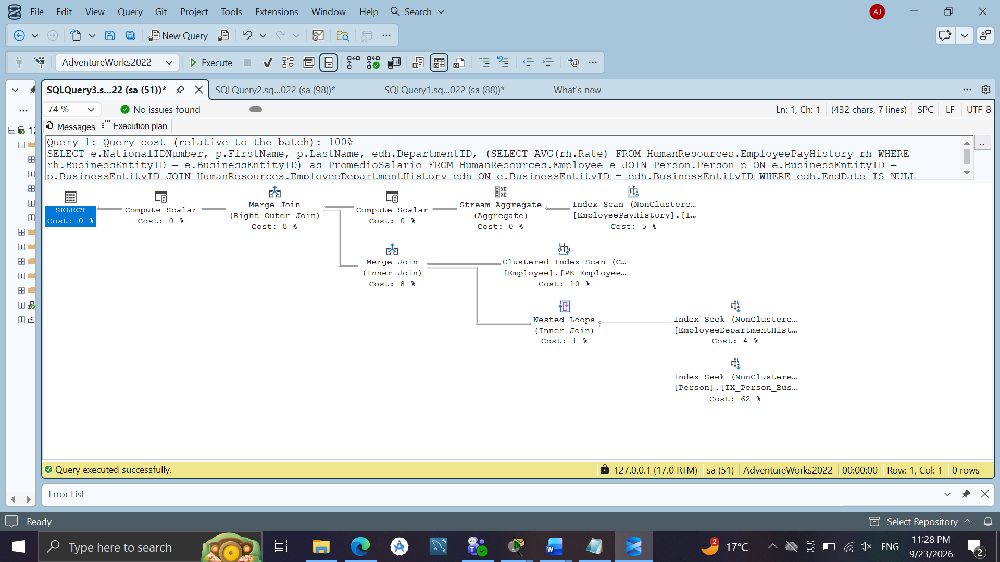 File Edit View Query Git Project Tools Extensions Window Help Search
AJ
New Query
AdventureWorks2022 Execute
SQLQuery3.s...22 (sa (51))* SQLQuery2.sq...022 (sa (98))* SQLQuery1.sq...022 (sa (88))* What's new
74 % No issues found Ln: 1, Ch: 1 (432 chars, 7 lines) SPC LF UTF-8
Messages Execution plan
Query 1: Query cost (relative to the batch): 100%
SELECT e.NationalIDNumber, p.FirstName, p.LastName, edh.DepartmentID, (SELECT AVG(rh.Rate) FROM HumanResources.EmployeePayHistory rh WHERE
rh.BusinessEntityID = e.BusinessEntityID) as PromedioSalario FROM HumanResources.Employee e JOIN Person.Person p ON e.BusinessEntityID =
p.BusinessEntityID JOIN HumanResources.EmployeeDepartmentHistory edh ON e.BusinessEntityID = edh.BusinessEntityID WHERE edh.EndDate IS NULL
...
SELECT
Cost: 0 %
Compute Scalar
Cost: 0 %
Merge Join
(Right Outer Join)
Cost: 8 %
Compute Scalar
Cost: 0 %
Stream Aggregate
(Aggregate)
Cost: 0 %
Index Scan (NonClustere...
[EmployeePayHistory].[I...
Cost: 5 %
Merge Join
(Inner Join)
Cost: 8 %
Clustered Index Scan (C...
[Employee].[PK_Employee...
Cost: 10 %
Nested Loops
(Inner Join)
Cost: 1 %
Index Seek (NonClustere...
[EmployeeDepartmentHist...
Cost: 4 %
Index Seek (NonClustere...
[Person].[IX_Person_Bus...
Cost: 62 %
12
Query executed successfully. 127.0.0.1 (17.0 RTM) sa (51) AdventureWorks2022 00:00:00 Row: 1, Col: 1 0 rows
Error List
Ready Select Repository
Type here to search 2 17°C ENG 11:28 PM
9/23/2026 2